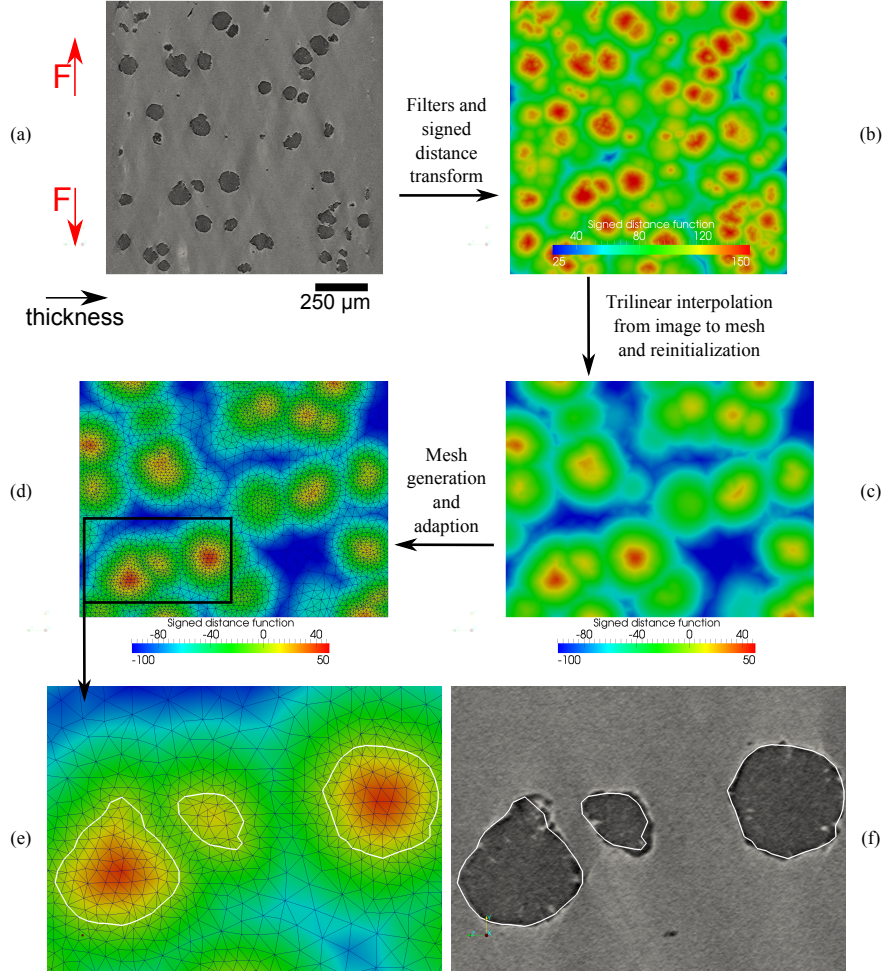 (a)
F
F
thickness
250 µm
Filters and
signed
distance
transform
(b)
Signed distance function
40 80 120
25 150
Trilinear interpolation
from image to mesh
and reinitialization
(d)
Mesh
generation
and
adaption
(c)
Signed distance function
-80 -40 0 40
-100 50
Signed distance function
-80 -40 0 40
-100 50
(e)
(f)